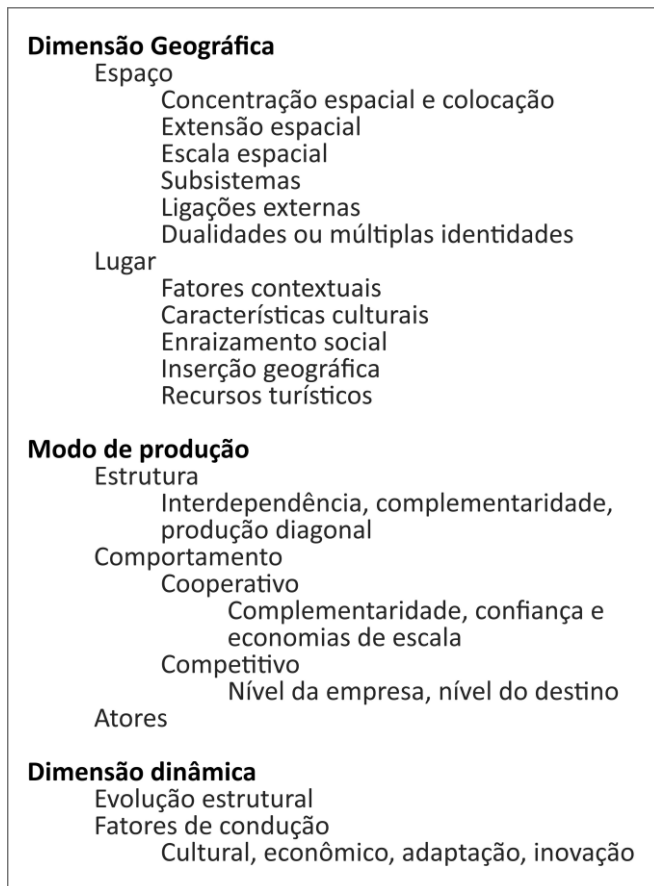 Dimensão Geográfica
Espaço
Concentração espacial e colocação
Extensão espacial
Escala espacial
Subsistemas
Ligações externas
Dualidades ou múltiplas identidades
Lugar
Fatores contextuais
Características culturais
Enraizamento social
Inserção geográfica
Recursos turísticos
Modo de produção
Estrutura
Interdependência, complementaridade,
produção diagonal
Comportamento
Cooperativo
Complementaridade, confiança e
economias de escala
Competitivo
Nível da empresa, nível do destino
Atores
Dimensão dinâmica
Evolução estrutural
Fatores de condução
Cultural, econômico, adaptação, inovação